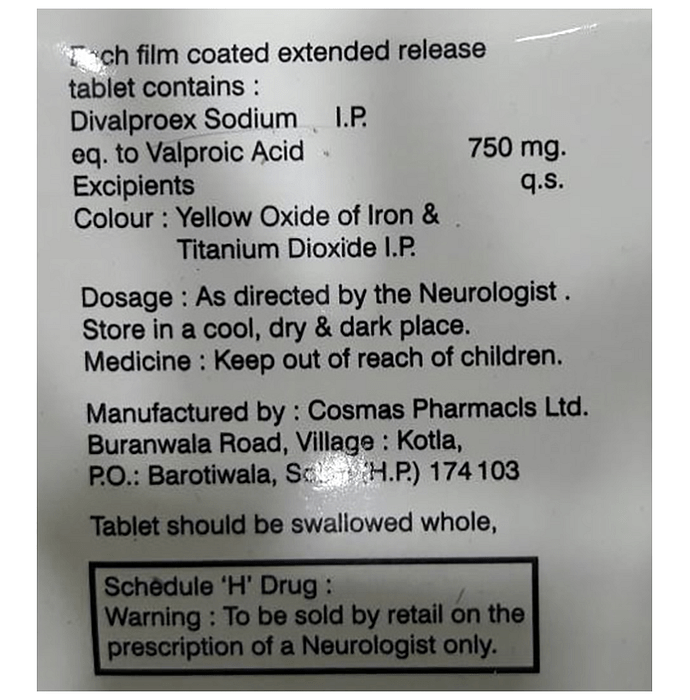 ch film coated extended release
tablet contains :
Divalproex Sodium I.P.
eq. to Valproic Acid 750 mg.
Excipients q.s.
Colour : Yellow Oxide of Iron &
Titanium Dioxide I.P.
Dosage : As directed by the Neurologist .
Store in a cool, dry & dark place.
Medicine : Keep out of reach of children.
Manufactured by : Cosmas Pharmacls Ltd.
Buranwala Road, Village : Kotla,
P.O.: Barotiwala, H.P.) 174 103
Tablet should be swallowed whole,
Schedule 'H' Drug :
Warning : To be sold by retail on the
prescription of a Neurologist only.